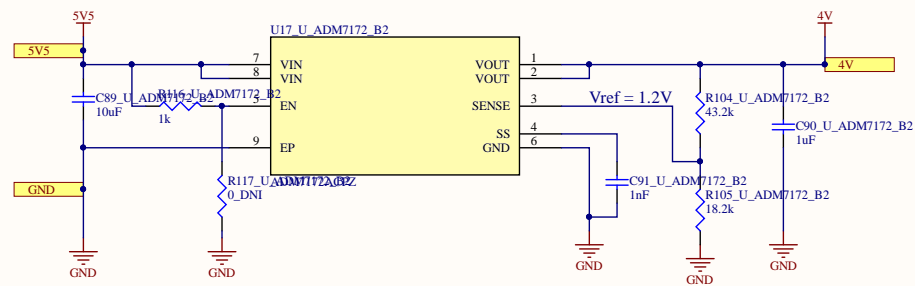 5V5
5V5
GND
GND
C89_U_ADM7172_B2
10uF
R116_U_ADM7172_B2
1k
R117_U_ADM7172_B2
0_DNI
GND
U17_U_ADM7172_B2
7
8
5
9
VIN
VIN
EN
EP
VOUT
VOUT
SENSE
SS
GND
1
2
3
4
6
Vref = 1.2V
C91_U_ADM7172_B2
1nF
GND
R104_U_ADM7172_B2
43.2k
R105_U_ADM7172_B2
18.2k
GND
C90_U_ADM7172_B2
1uF
GND
4V
4V